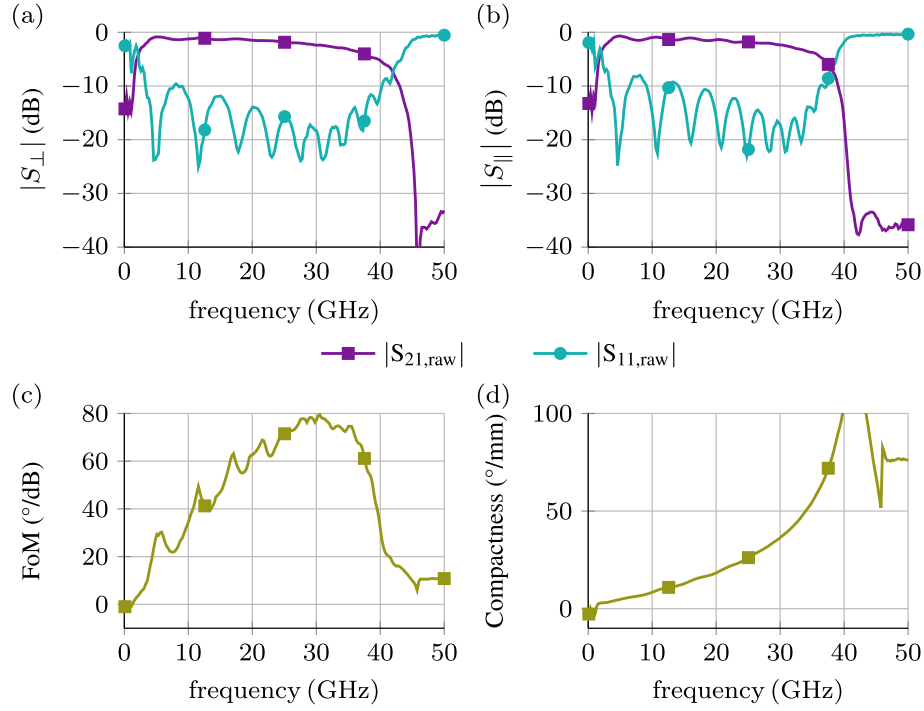 (a)
(b)
|S⊥| (dB)
0
−10
−20
−30
−40
0 10 20 30 40 50
frequency (GHz)
|S∥| (dB)
0
−10
−20
−30
−40
0 10 20 30 40 50
frequency (GHz)
|S21,raw| |S11,raw|
(c)
(d)
FoM (°/dB)
80
60
40
20
0
0 10 20 30 40 50
frequency (GHz)
Compactness (°/mm)
100
50
0
0 10 20 30 40 50
frequency (GHz)